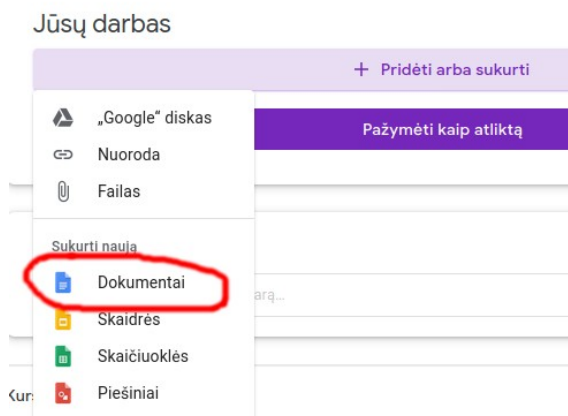 Jūsų darbas
+ Pridėti arba sukurti
„Google“ diskas
Pažymėti kaip atliktą
Nuoroda
Failas
Sukurti naują
Dokumentai
Skaidrės
Skaičiuoklės
Piešiniai